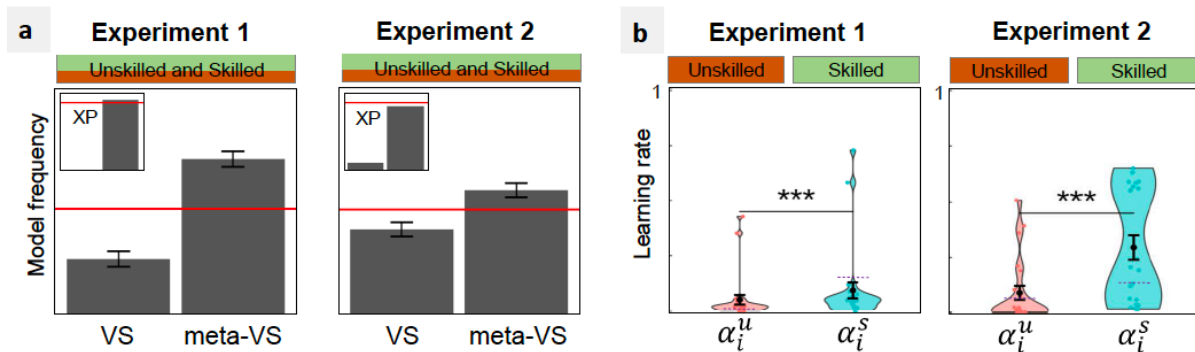 a
Experiment 1
Experiment 2
Unskilled and Skilled
Unskilled and Skilled
Model frequency
XP
XP
VS
meta-VS
VS
meta-VS
b
Experiment 1
Experiment 2
Unskilled
Skilled
Unskilled
Skilled
Learning rate
1
1
***
***
α_i^u
α_i^s
α_i^u
α_i^s